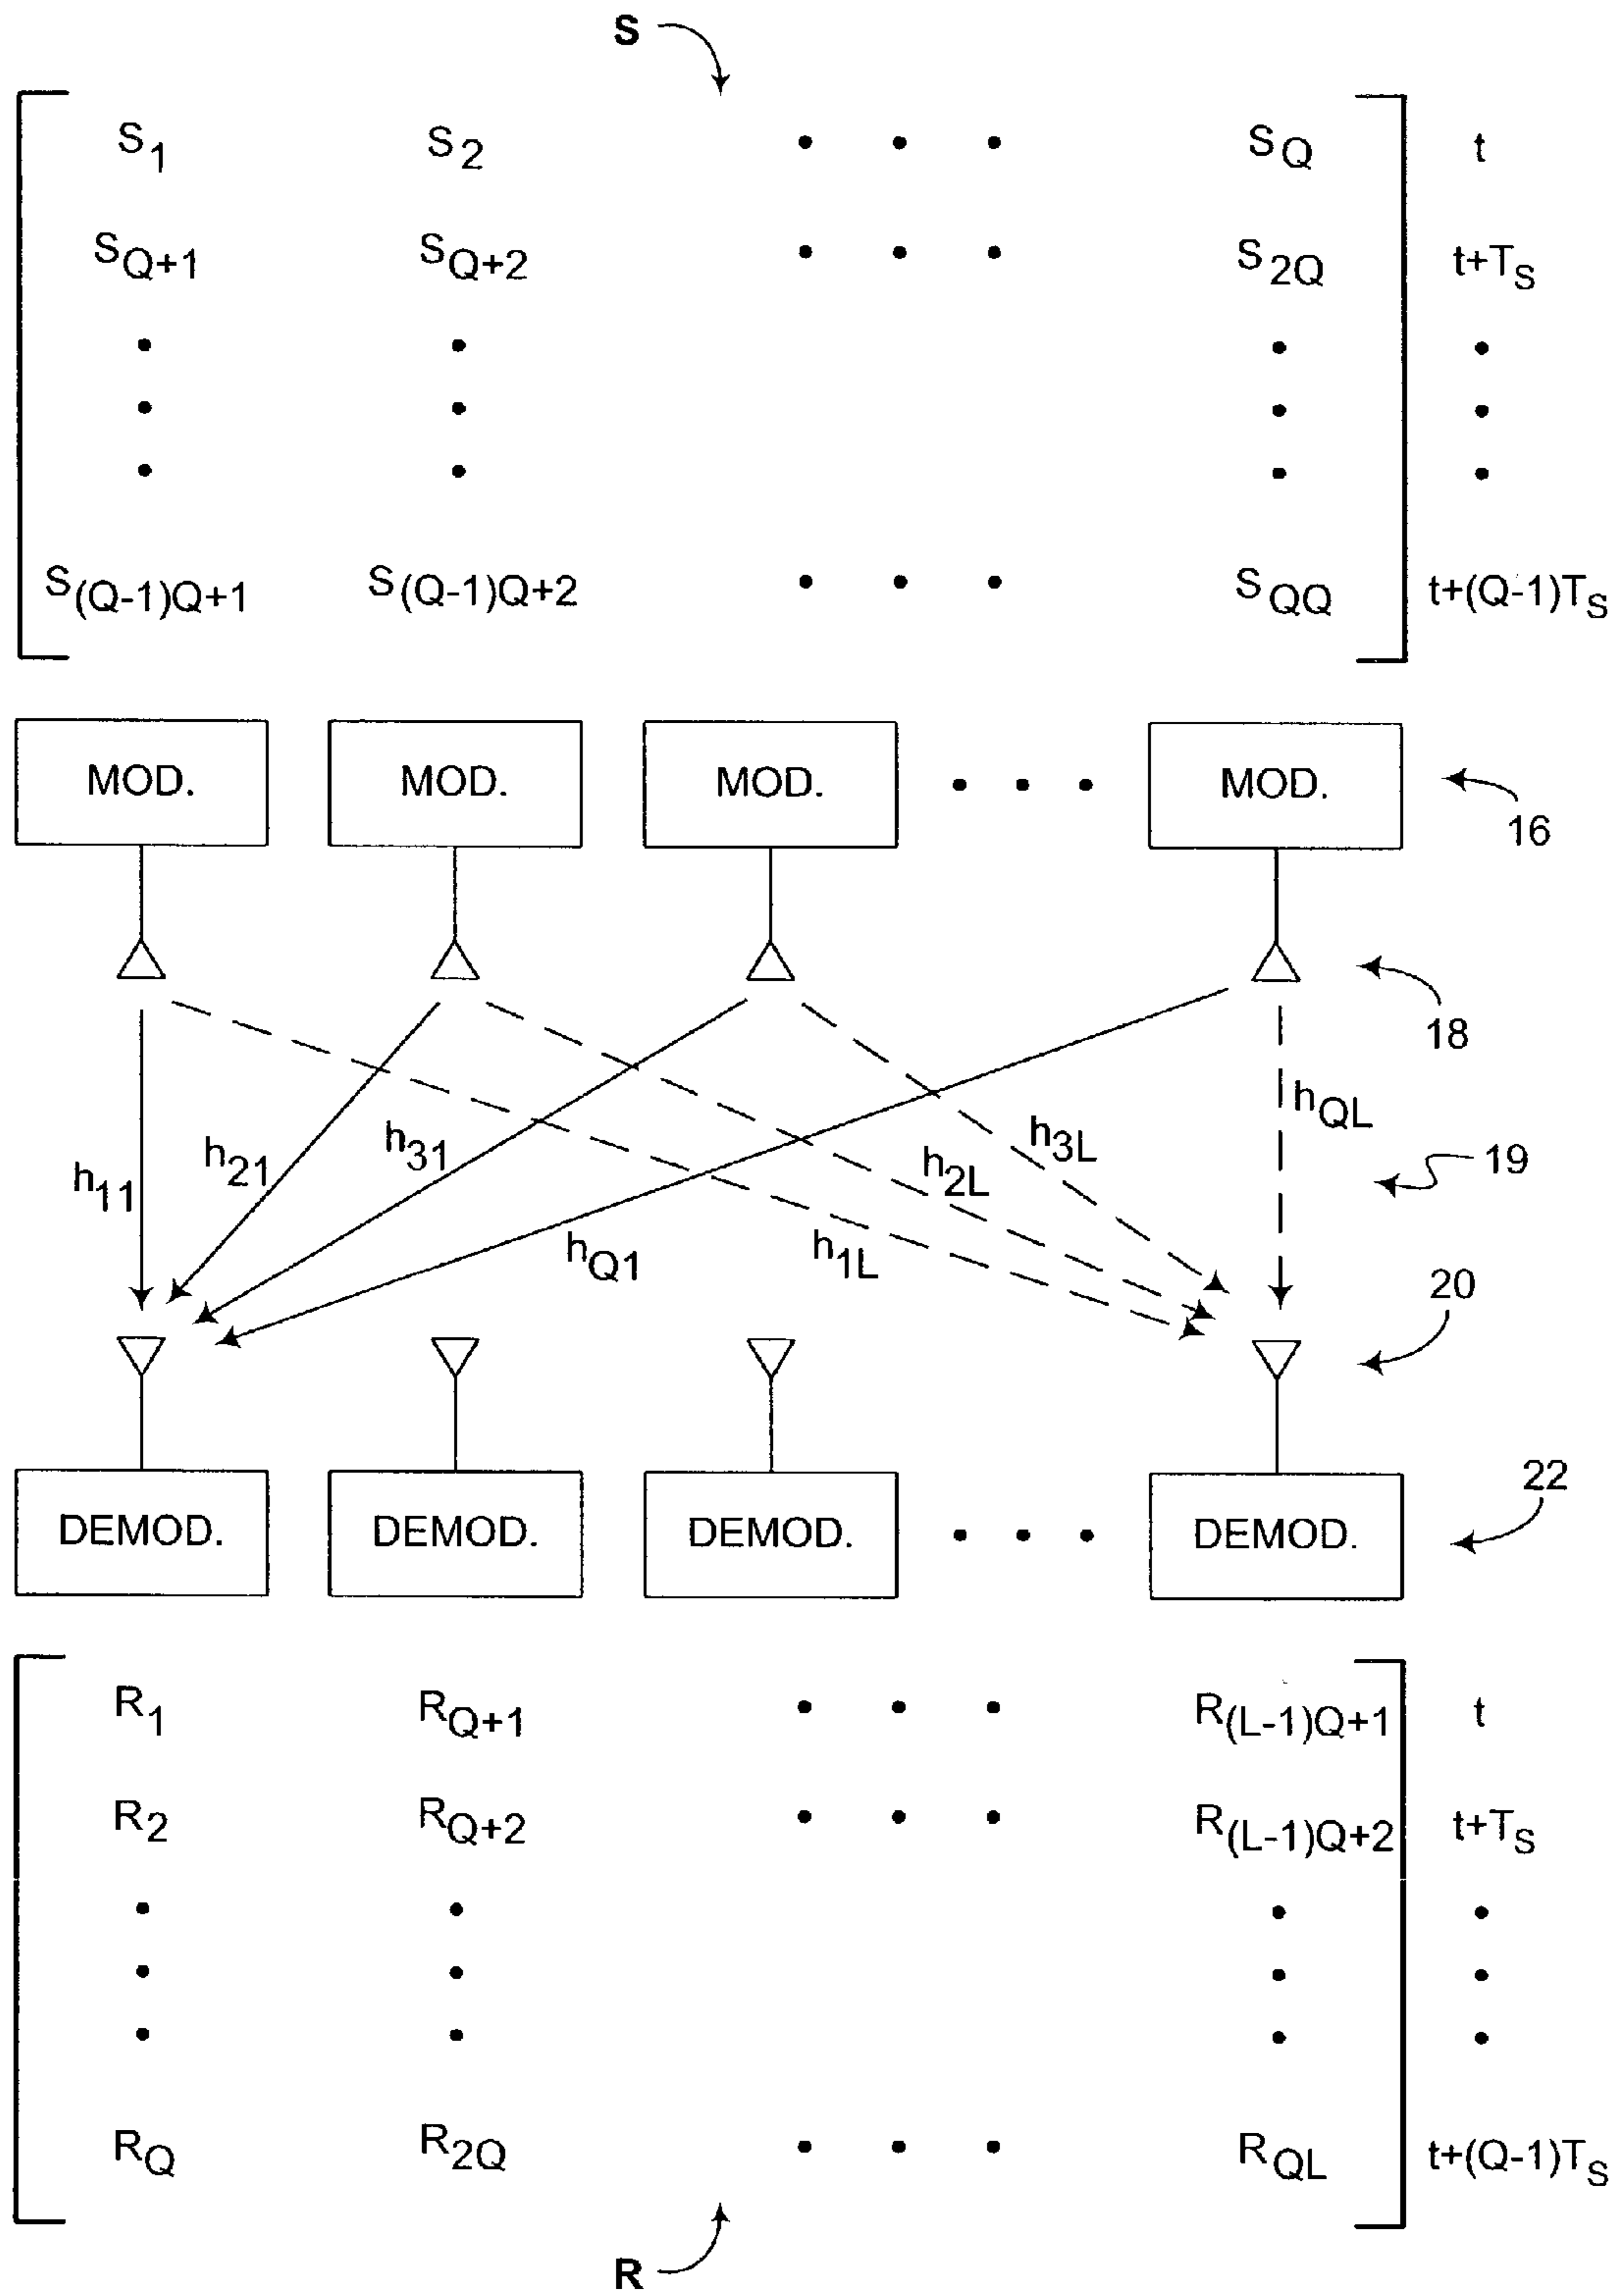 S
S1 S2 • • • SQ t
SQ+1 SQ+2 • • • S2Q t+TS
S(Q-1)Q+1 S(Q-1)Q+2 • • • SQQ t+(Q-1)TS
MOD. MOD. MOD. • • • MOD.
16
18
h11 h21 h31 hQ1 h1L h2L h3L hQL
19
20
DEMOD. DEMOD. DEMOD. • • • DEMOD.
22
R1 RQ+1 • • • R(L-1)Q+1 t
R2 RQ+2 • • • R(L-1)Q+2 t+TS
RQ R2Q • • • RQL t+(Q-1)TS
R